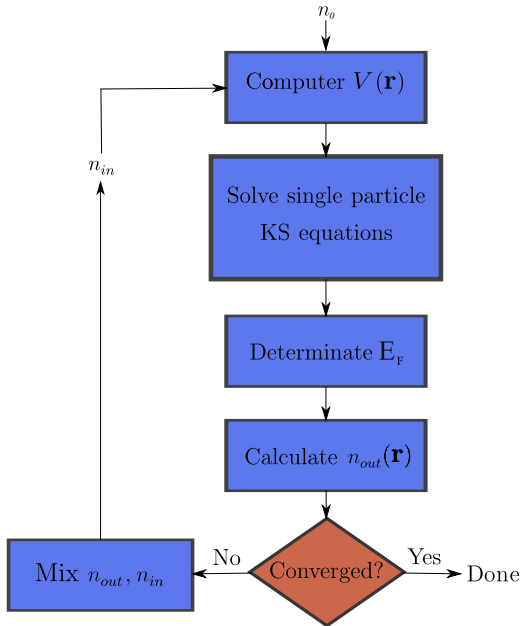 n₀
Computer V(𝐫)
n_in
Solve single particle
KS equations
Determinate E_F
Calculate n_out(𝐫)
Converged?
No
Yes
Done
Mix n_out, n_in